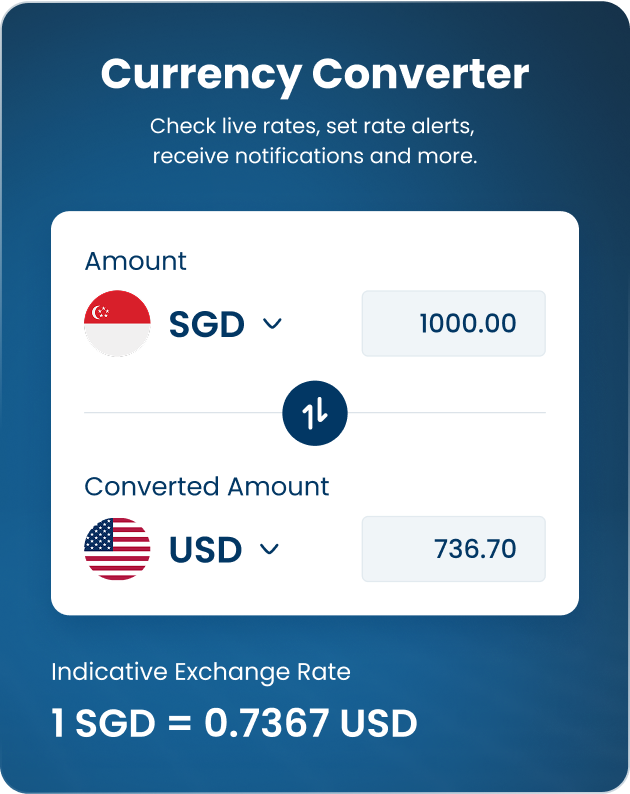 Currency Converter
Check live rates, set rate alerts,
receive notifications and more.
Amount
SGD 1000.00
Converted Amount
USD 736.70
Indicative Exchange Rate
1 SGD = 0.7367 USD